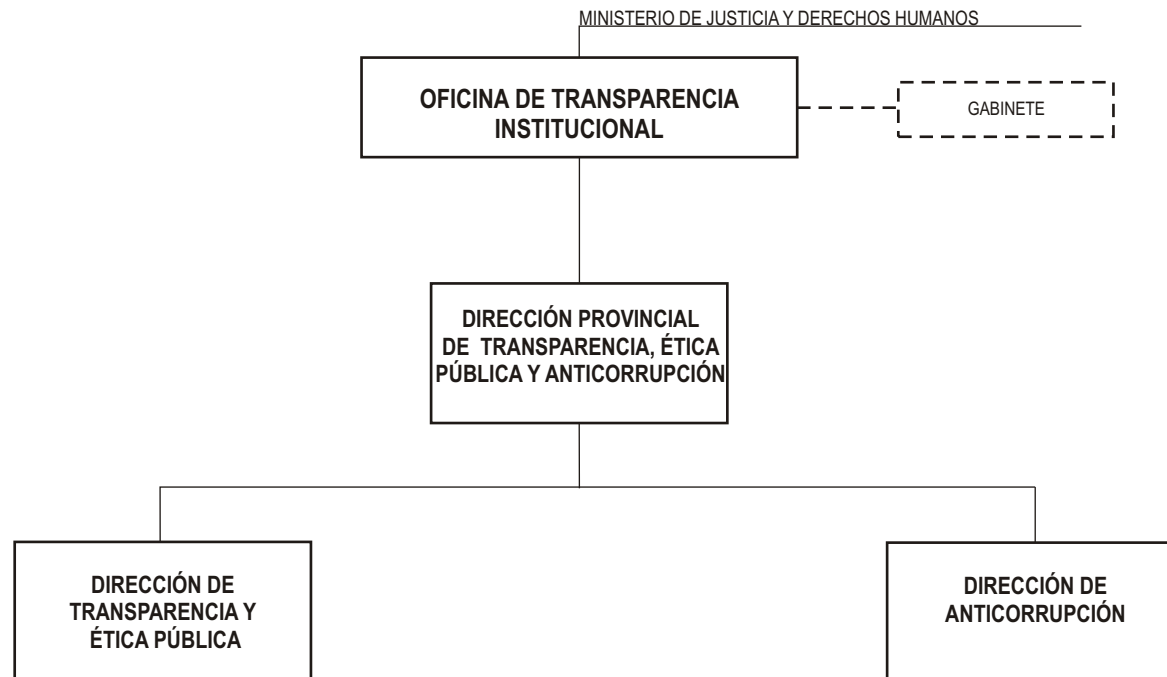 MINISTERIO DE JUSTICIA Y DERECHOS HUMANOS
OFICINA DE TRANSPARENCIA
INSTITUCIONAL
GABINETE
DIRECCIÓN PROVINCIAL
DE TRANSPARENCIA, ÉTICA
PÚBLICA Y ANTICORRUPCIÓN
DIRECCIÓN DE
TRANSPARENCIA Y
ÉTICA PÚBLICA
DIRECCIÓN DE
ANTICORRUPCIÓN